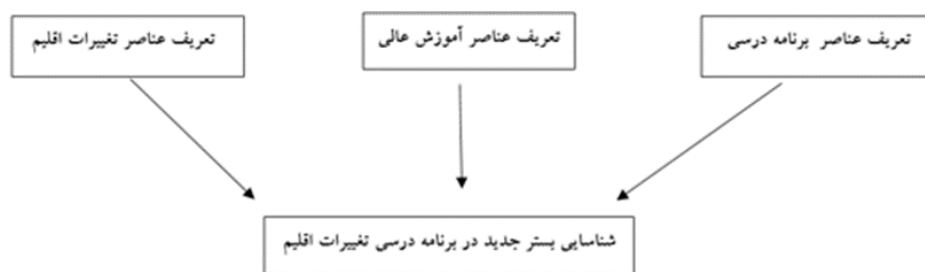 تعریف عناصر برنامه درسی
تعریف عناصر آموزش عالی
تعریف عناصر تغییرات اقلیم
شناسایی بستر جدید در برنامه درسی تغییرات اقلیم